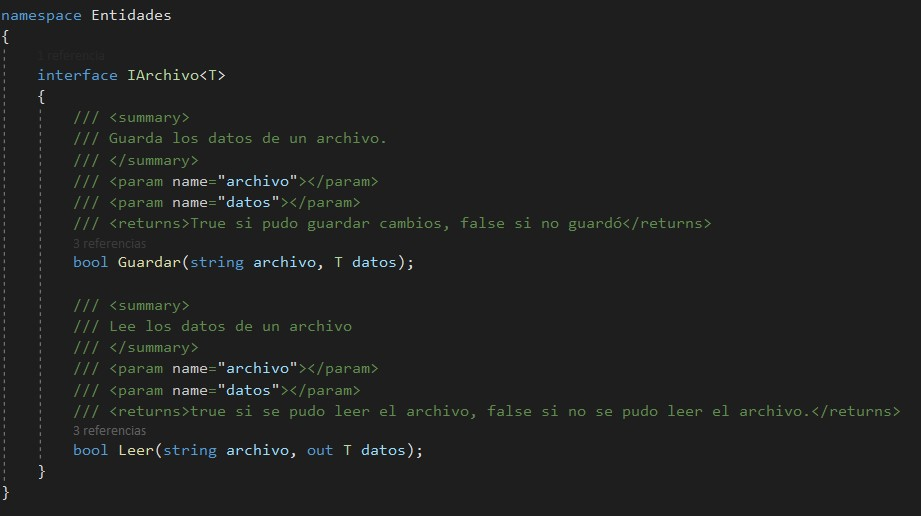 namespace Entidades
{
1 referencia
interface IArchivo<T>
{
/// <summary>
/// Guarda los datos de un archivo.
/// </summary>
/// <param name="archivo"></param>
/// <param name="datos"></param>
/// <returns>True si pudo guardar cambios, false si no guardó</returns>
3 referencias
bool Guardar(string archivo, T datos);
/// <summary>
/// Lee los datos de un archivo
/// </summary>
/// <param name="archivo"></param>
/// <param name="datos"></param>
/// <returns>true si se pudo leer el archivo, false si no se pudo leer el archivo.</returns>
3 referencias
bool Leer(string archivo, out T datos);
}
}